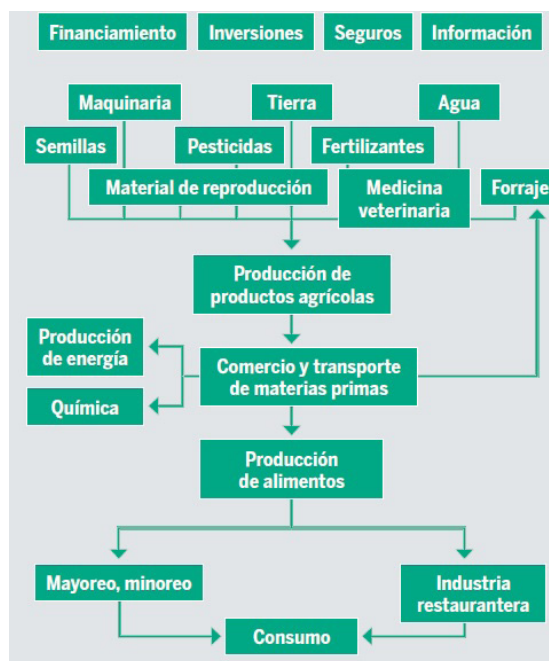 Financiamiento
Inversiones
Seguros
Información
Maquinaria
Tierra
Agua
Semillas
Pesticidas
Fertilizantes
Material de reproducción
Medicina
veterinaria
Forraje
Producción de
productos agrícolas
Producción
de energía
Comercio y transporte
de materias primas
Química
Producción
de alimentos
Mayoreo, minoreo
Industria
restaurantera
Consumo